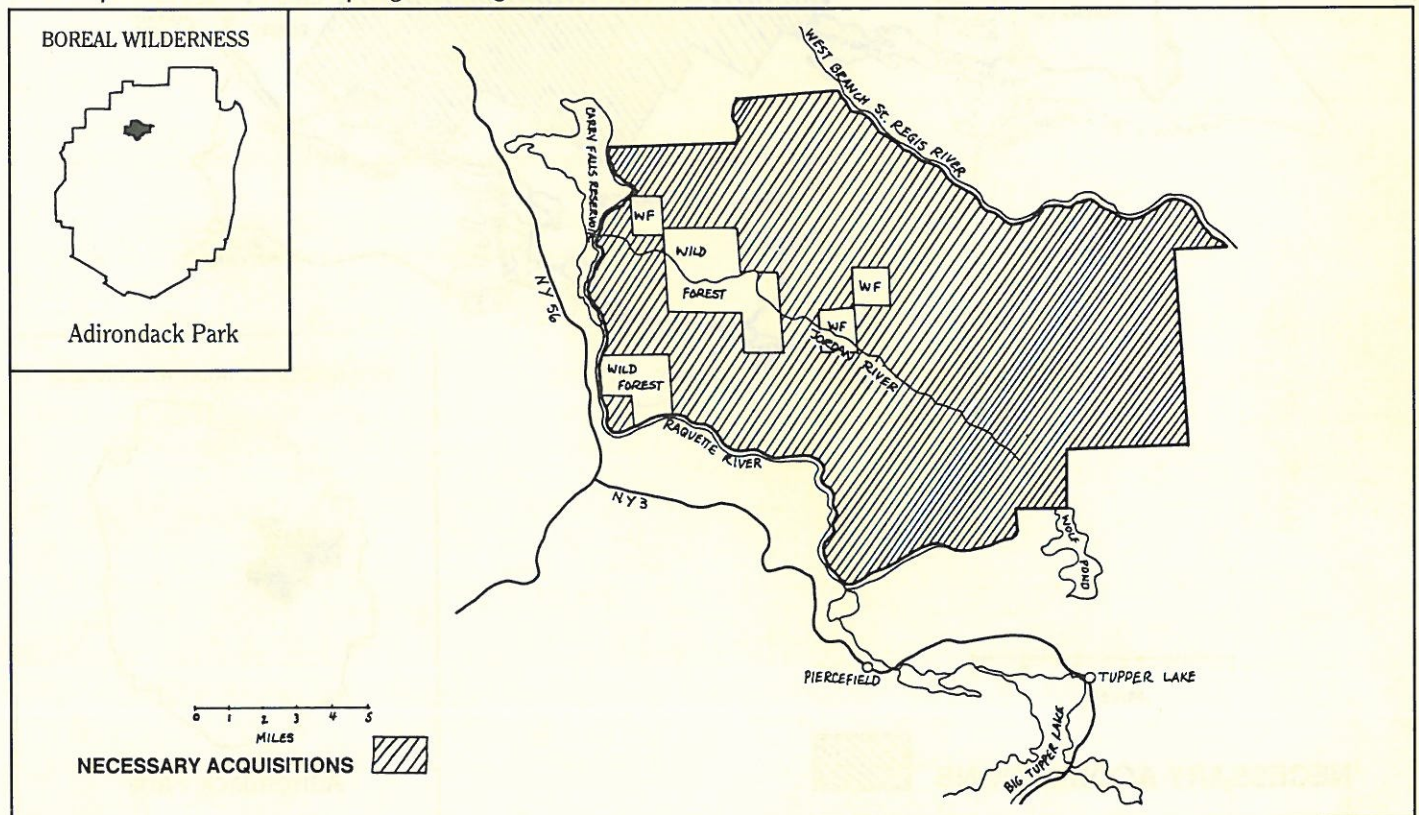 BOREAL WILDERNESS
Adirondack Park
WEST BRANCH ST. REGIS RIVER
CARRY FALLS RESERVOIR
WF
WILD
FOREST
WF
WF
JORDAN RIVER
NY 56
WILD
FOREST
RAQUETTE RIVER
NY 3
WOLF
POND
PIERCEFIELD
TUPPER LAKE
BIG TUPPER LAKE
0 1 2 3 4 5
MILES
NECESSARY ACQUISITIONS